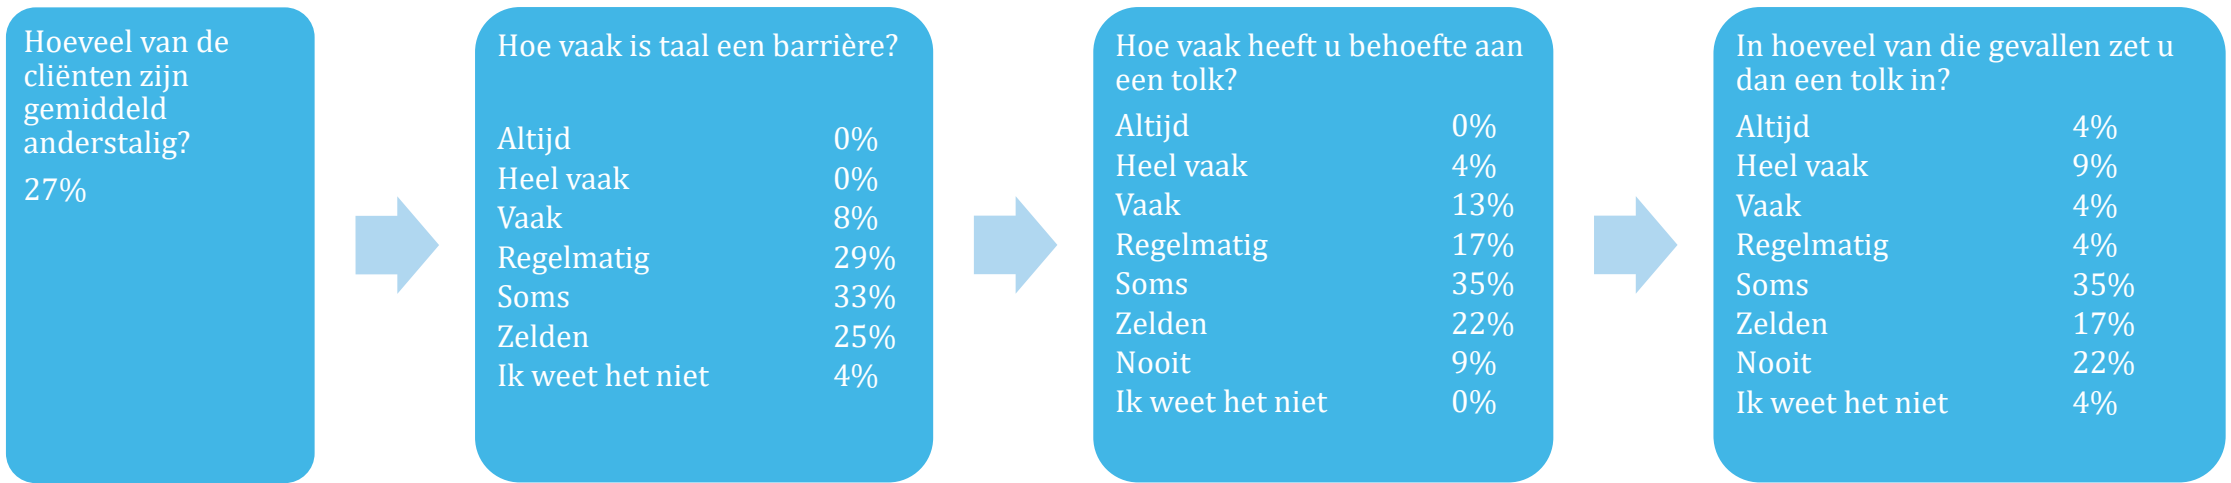 Hoeveel van de
cliënten zijn
gemiddeld
anderstalig?
27%
Hoe vaak is taal een barrière?
Altijd 0%
Heel vaak 0%
Vaak 8%
Regelmatig 29%
Soms 33%
Zelden 25%
Ik weet het niet 4%
Hoe vaak heeft u behoefte aan
een tolk?
Altijd 0%
Heel vaak 4%
Vaak 13%
Regelmatig 17%
Soms 35%
Zelden 22%
Nooit 9%
Ik weet het niet 0%
In hoeveel van die gevallen zet u
dan een tolk in?
Altijd 4%
Heel vaak 9%
Vaak 4%
Regelmatig 4%
Soms 35%
Zelden 17%
Nooit 22%
Ik weet het niet 4%